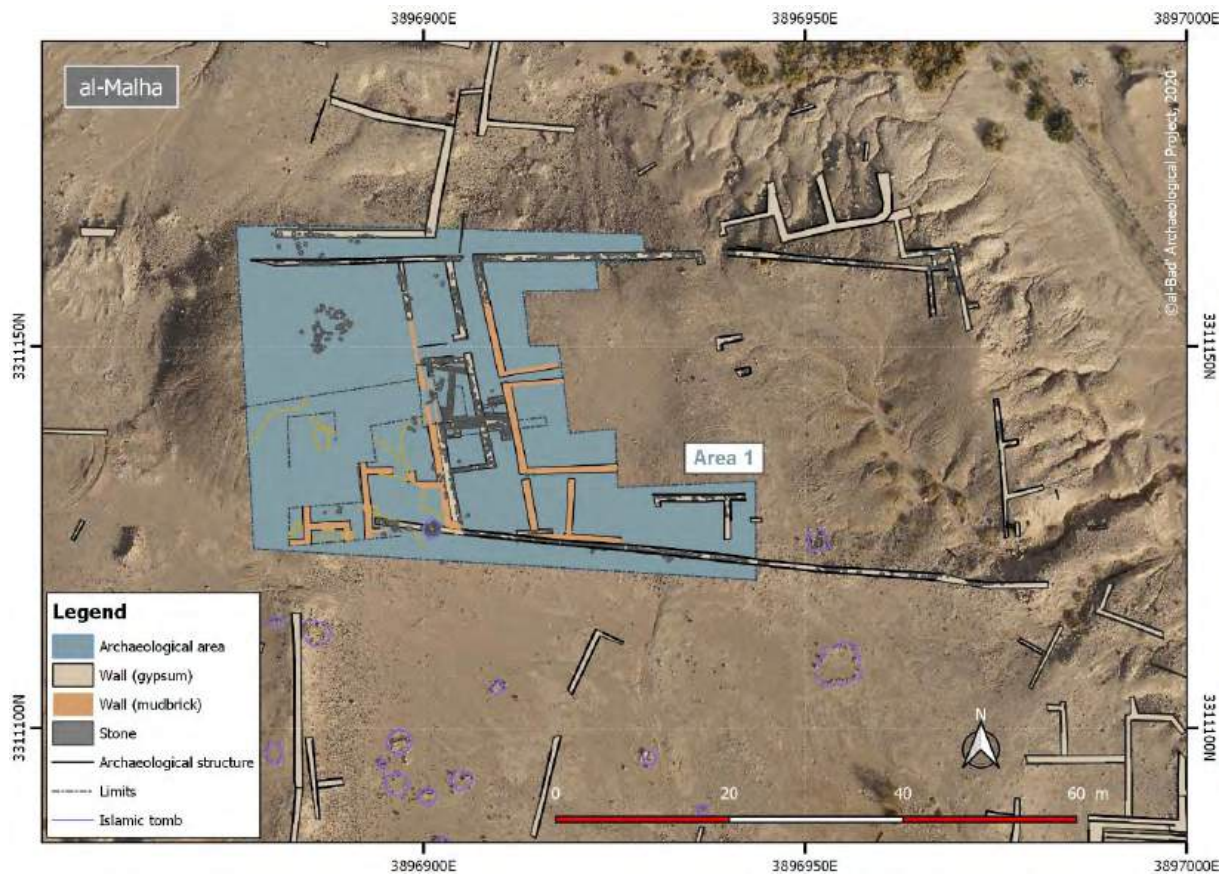 3896900E
3896950E
3897000E
al-Malha
©al-Bad' Archaeological Project, 2020
3311150N
3311150N
Area 1
Legend
Archaeological area
Wall (gypsum)
Wall (mudbrick)
Stone
Archaeological structure
Limits
Islamic tomb
3311100N
3311100N
N
0
20
40
60 m
3896900E
3896950E
3897000E